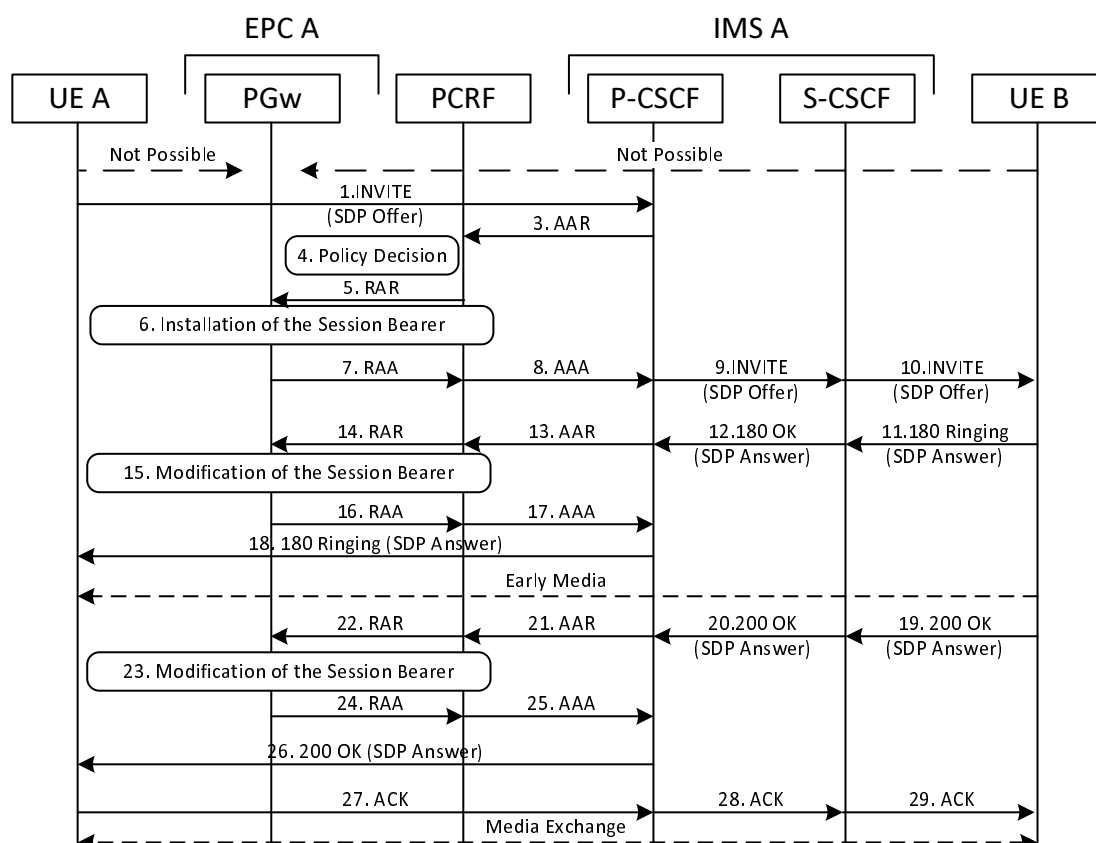 EPC A
IMS A
UE A
PGw
PCRF
P-CSCF
S-CSCF
UE B
Not Possible
Not Possible
1.INVITE
(SDP Offer)
3. AAR
4. Policy Decision
5. RAR
6. Installation of the Session Bearer
7. RAA
8. AAA
9.INVITE
(SDP Offer)
10.INVITE
(SDP Offer)
14. RAR
13. AAR
12.180 OK
(SDP Answer)
11.180 Ringing
(SDP Answer)
15. Modification of the Session Bearer
16. RAA
17. AAA
18. 180 Ringing (SDP Answer)
Early Media
22. RAR
21. AAR
20.200 OK
(SDP Answer)
19. 200 OK
(SDP Answer)
23. Modification of the Session Bearer
24. RAA
25. AAA
26. 200 OK (SDP Answer)
27. ACK
28. ACK
29. ACK
Media Exchange